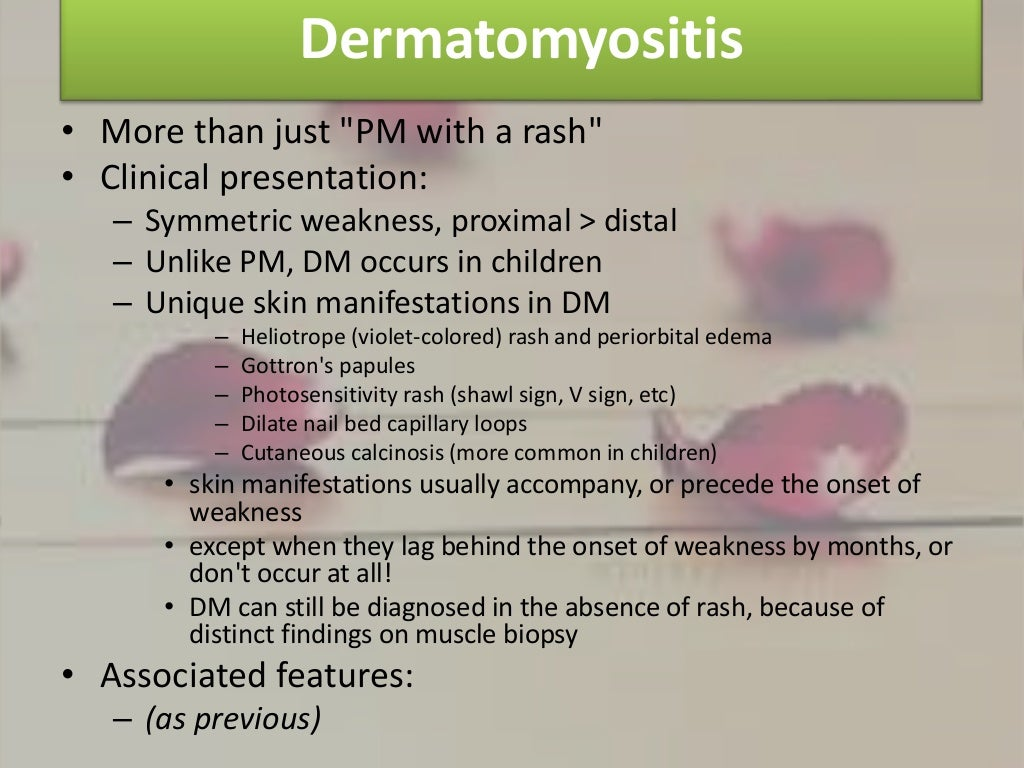 Dermatomyositis
• More than just "PM with a rash"
• Clinical presentation:
– Symmetric weakness, proximal > distal
– Unlike PM, DM occurs in children
– Unique skin manifestations in DM
– Heliotrope (violet-colored) rash and periorbital edema
– Gottron's papules
– Photosensitivity rash (shawl sign, V sign, etc)
– Dilate nail bed capillary loops
– Cutaneous calcinosis (more common in children)
• skin manifestations usually accompany, or precede the onset of
weakness
• except when they lag behind the onset of weakness by months, or
don't occur at all!
• DM can still be diagnosed in the absence of rash, because of
distinct findings on muscle biopsy
• Associated features:
– (as previous)